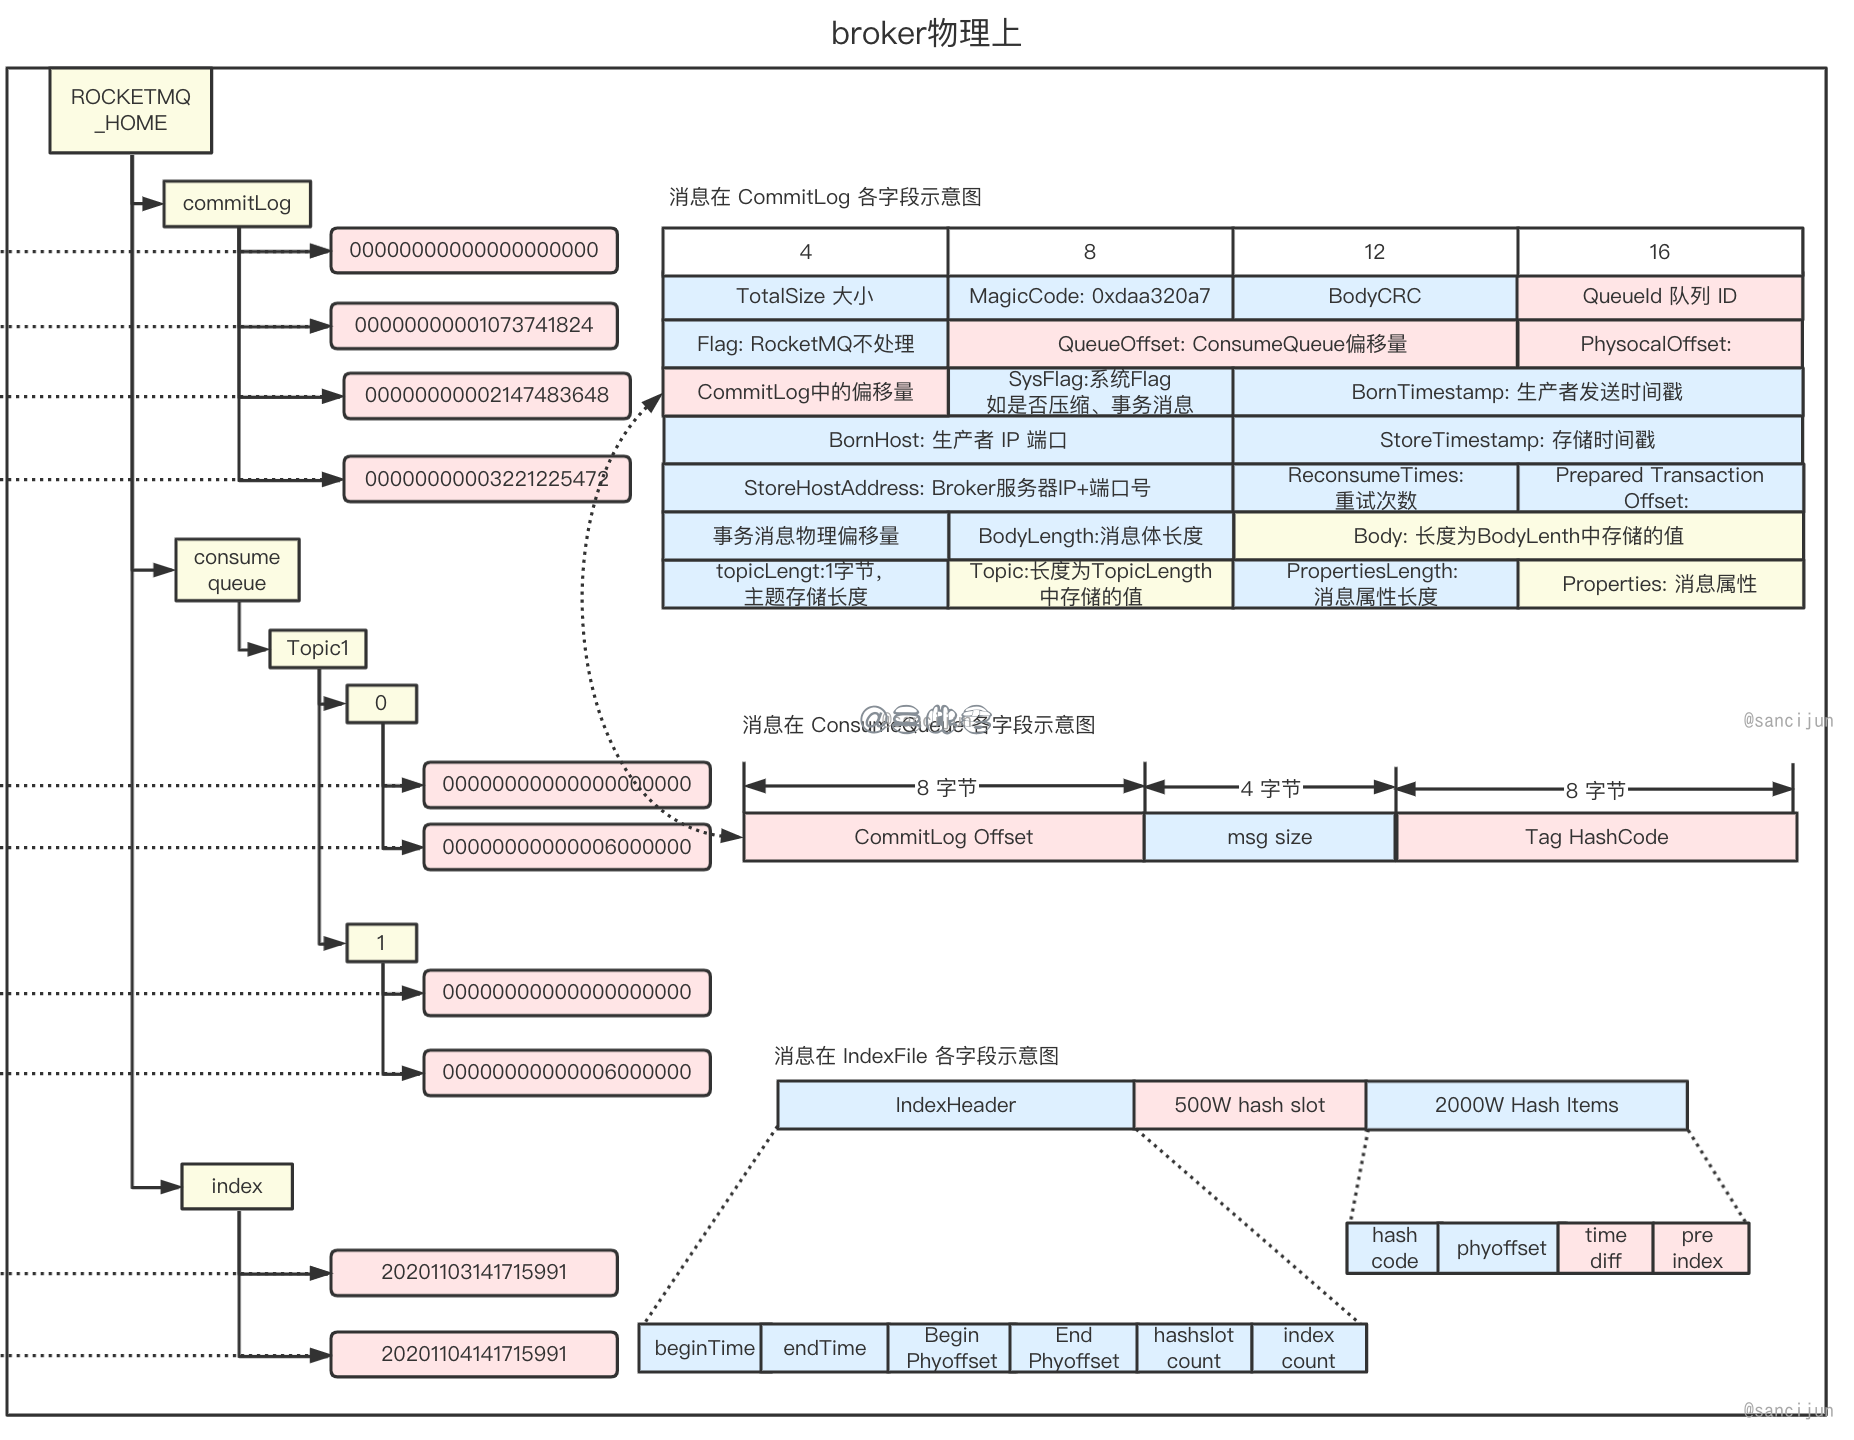 broker物理上
ROCKETMQ
_HOME
commitLog
00000000000000000000
00000000001073741824
00000000002147483648
00000000003221225472
consume
queue
Topic1
0
00000000000000000000
00000000000006000000
1
00000000000000000000
00000000000006000000
index
20201103141715991
20201104141715991
消息在 CommitLog 各字段示意图
4
8
12
16
TotalSize 大小
MagicCode: 0xdaa320a7
BodyCRC
QueueId 队列 ID
Flag: RocketMQ不处理
QueueOffset: ConsumeQueue偏移量
PhysocalOffset:
CommitLog中的偏移量
SysFlag:系统Flag
如是否压缩、事务消息
BornTimestamp: 生产者发送时间戳
BornHost: 生产者 IP 端口
StoreTimestamp: 存储时间戳
StoreHostAddress: Broker服务器IP+端口号
ReconsumeTimes:
重试次数
Prepared Transaction
Offset:
事务消息物理偏移量
BodyLength:消息体长度
Body: 长度为BodyLenth中存储的值
topicLengt:1字节,
主题存储长度
Topic:长度为TopicLength
中存储的值
PropertiesLength:
消息属性长度
Properties: 消息属性
消息在 ConsumeQueue 各字段示意图
@sancijun
8 字节
4 字节
8 字节
CommitLog Offset
msg size
Tag HashCode
消息在 IndexFile 各字段示意图
IndexHeader
500W hash slot
2000W Hash Items
hash
code
phyoffset
time
diff
pre
index
beginTime
endTime
Begin
Phyoffset
End
Phyoffset
hashslot
count
index
count
@sancijun